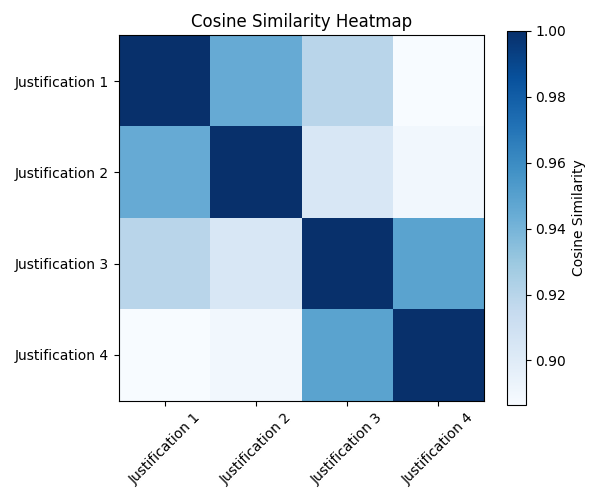 Cosine Similarity Heatmap
Justification 1
Justification 2
Justification 3
Justification 4
Justification 1
Justification 2
Justification 3
Justification 4
1.00
0.98
0.96
0.94
0.92
0.90
Cosine Similarity